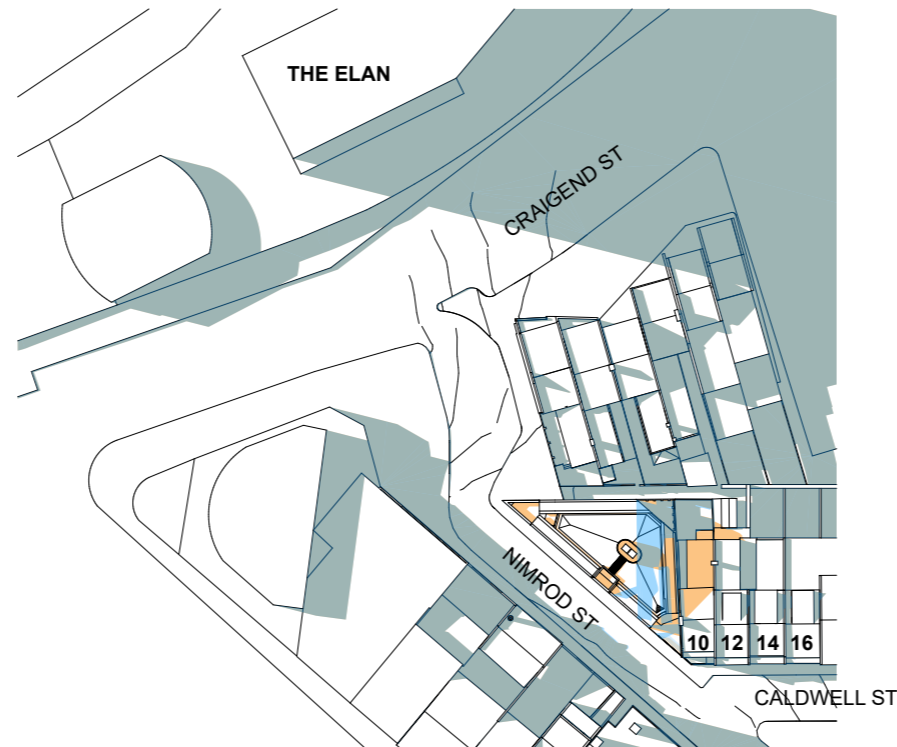 THE ELAN
CRAIGEND ST
NIMROD ST
10 12 14 16
CALDWELL ST